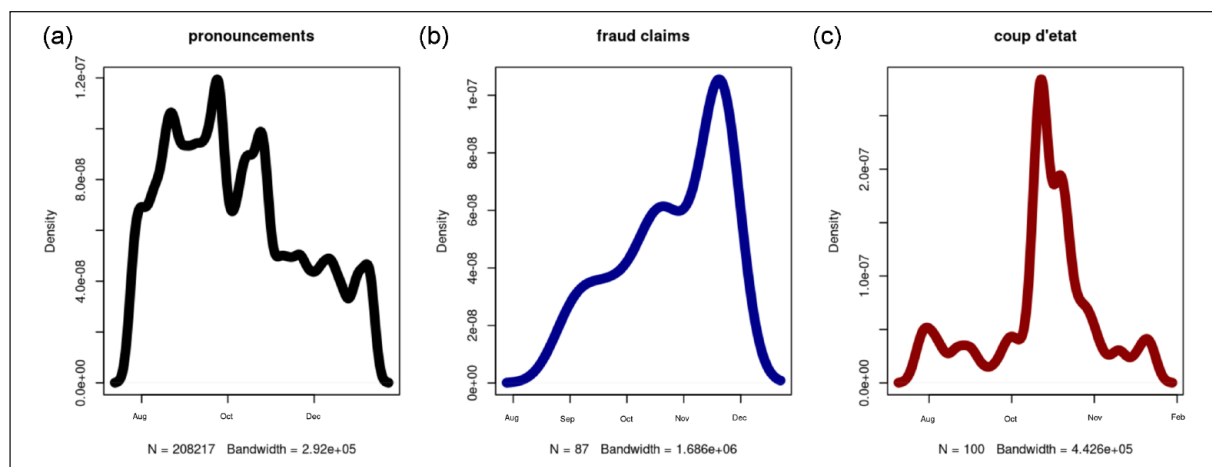 (a) pronouncements
Density
0.0e+00 4.0e-08 8.0e-08 1.2e-07
Aug Oct Dec
N = 208217 Bandwidth = 2.92e+05
(b) fraud claims
Density
0e+00 2e-08 4e-08 6e-08 8e-08 1e-07
Aug Sep Oct Nov Dec
N = 87 Bandwidth = 1.686e+06
(c) coup d'etat
Density
0.0e+00 1.0e-07 2.0e-07
Aug Oct Nov Feb
N = 100 Bandwidth = 4.426e+05